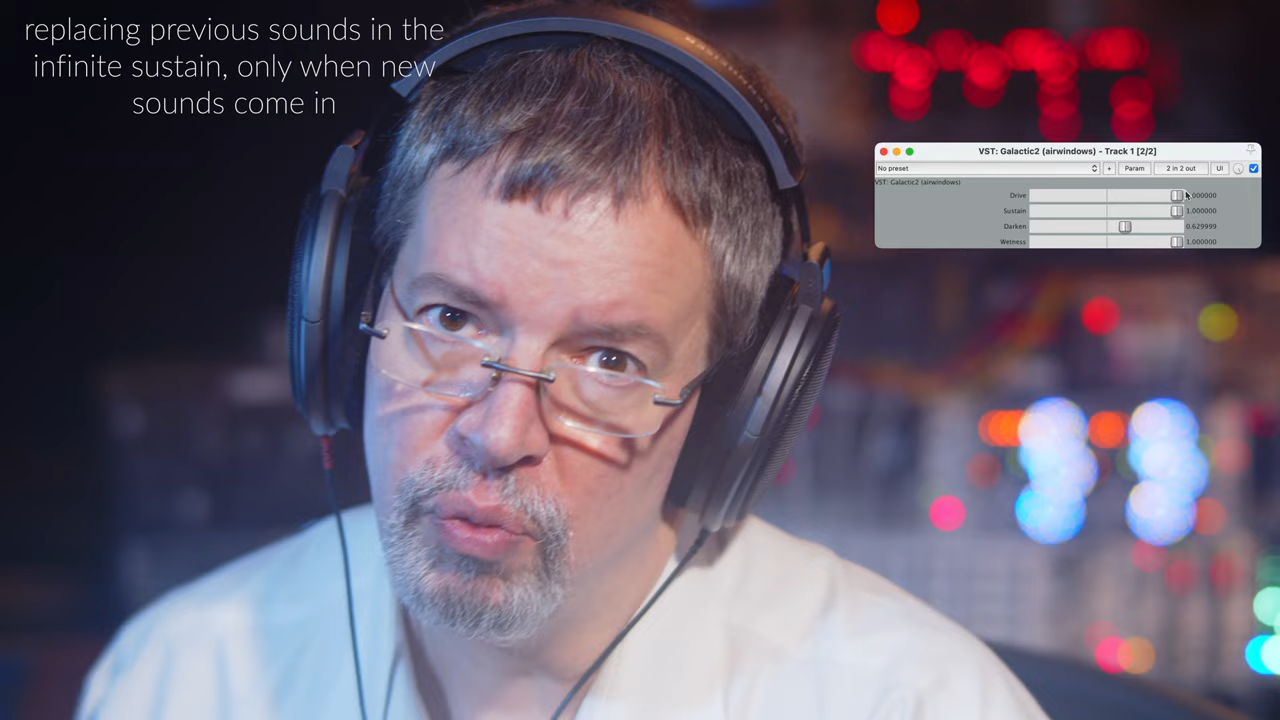 replacing previous sounds in the
infinite sustain, only when new
sounds come in
VST: Galactic2 (airwindows) - Track 1 [2/2]
No preset + Param 2 in 2 out UI
VST: Galactic2 (airwindows)
Drive .000000
Sustain 1.000000
Darken 0.629999
Wetness 1.000000